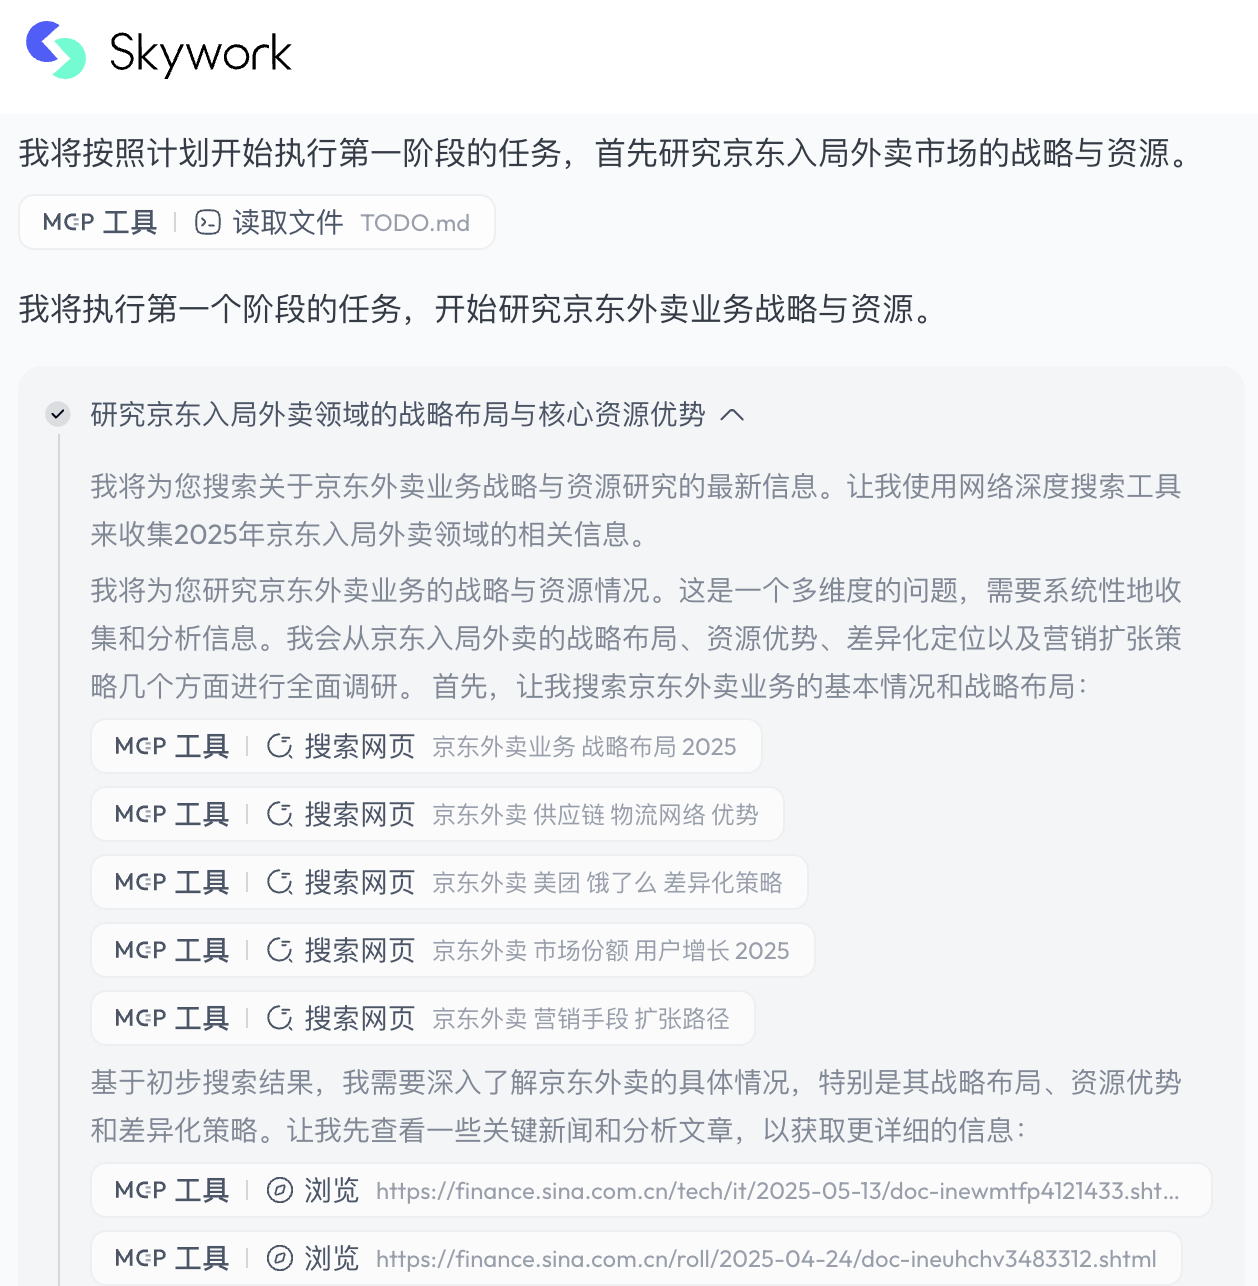 Skywork
我将按照计划开始执行第一阶段的任务，首先研究京东入局外卖市场的战略与资源。
MCP 工具 | 读取文件 TODO.md
我将执行第一个阶段的任务，开始研究京东外卖业务战略与资源。
研究京东入局外卖领域的战略布局与核心资源优势
我将为您搜索关于京东外卖业务战略与资源研究的最新信息。让我使用网络深度搜索工具
来收集2025年京东入局外卖领域的相关信息。
我将为您研究京东外卖业务的战略与资源情况。这是一个多维度的问题，需要系统性地收
集和分析信息。我会从京东入局外卖的战略布局、资源优势、差异化定位以及营销扩张策
略几个方面进行全面调研。 首先，让我搜索京东外卖业务的基本情况和战略布局：
MCP 工具 | 搜索网页 京东外卖业务 战略布局 2025
MCP 工具 | 搜索网页 京东外卖 供应链 物流网络 优势
MCP 工具 | 搜索网页 京东外卖 美团 饿了么 差异化策略
MCP 工具 | 搜索网页 京东外卖 市场份额 用户增长 2025
MCP 工具 | 搜索网页 京东外卖 营销手段 扩张路径
基于初步搜索结果，我需要深入了解京东外卖的具体情况，特别是其战略布局、资源优势
和差异化策略。让我先查看一些关键新闻和分析文章，以获取更详细的信息：
MCP 工具 | 浏览 https://finance.sina.com.cn/tech/it/2025-05-13/doc-inewmtfp4121433.sht...
MCP 工具 | 浏览 https://finance.sina.com.cn/roll/2025-04-24/doc-ineuhchv3483312.shtml